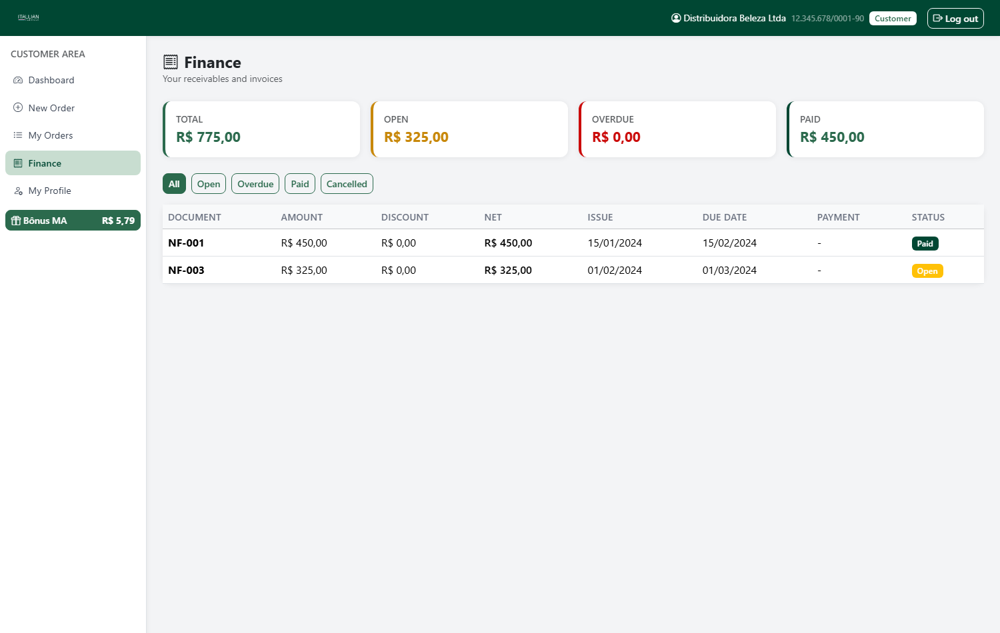 ITALLIAN
Distribuidora Beleza Ltda 12.345.678/0001-90 Customer Log out
CUSTOMER AREA
Dashboard
New Order
My Orders
Finance
My Profile
Bônus MA R$ 5,79
Finance
Your receivables and invoices
TOTAL
R$ 775,00
OPEN
R$ 325,00
OVERDUE
R$ 0,00
PAID
R$ 450,00
All Open Overdue Paid Cancelled
DOCUMENT AMOUNT DISCOUNT NET ISSUE DUE DATE PAYMENT STATUS
NF-001 R$ 450,00 R$ 0,00 R$ 450,00 15/01/2024 15/02/2024 - Paid
NF-003 R$ 325,00 R$ 0,00 R$ 325,00 01/02/2024 01/03/2024 - Open